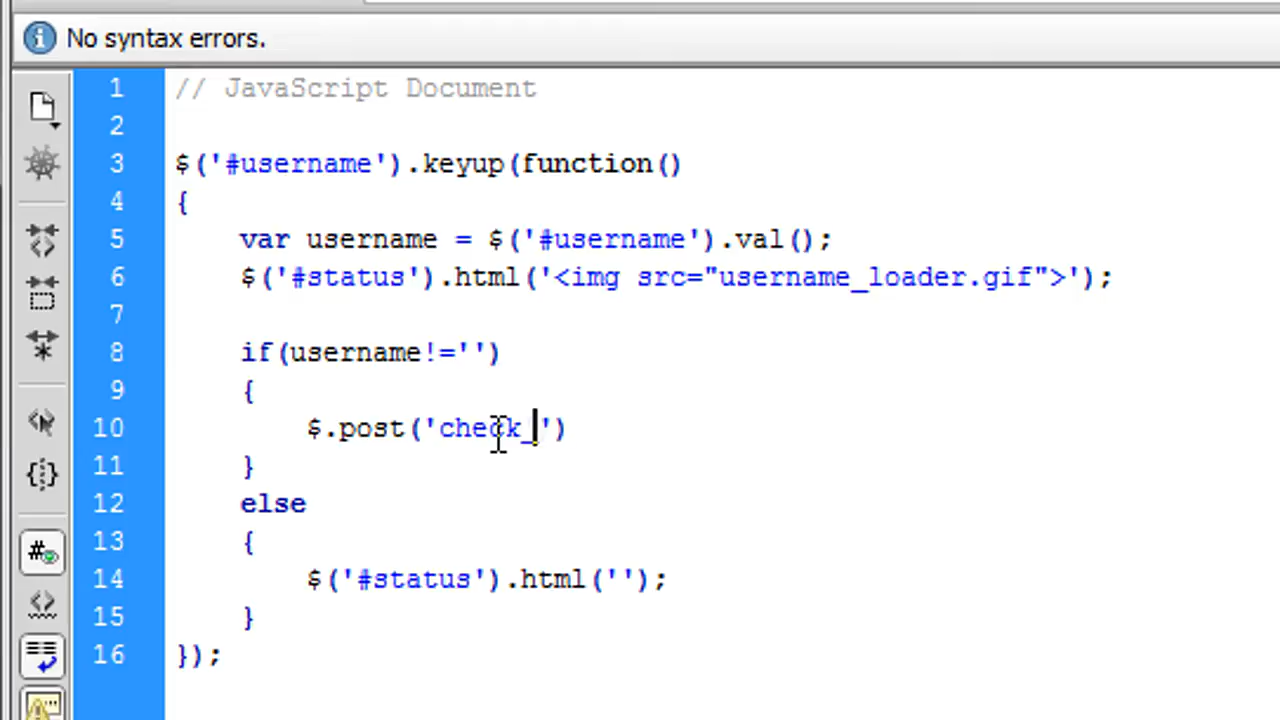 No syntax errors.
1 // JavaScript Document
2
3 $('#username').keyup(function()
4 {
5 var username = $('#username').val();
6 $('#status').html('<img src="username_loader.gif">');
7
8 if(username!='')
9 {
10 $.post('check_')
11 }
12 else
13 {
14 $('#status').html('');
15 }
16 });